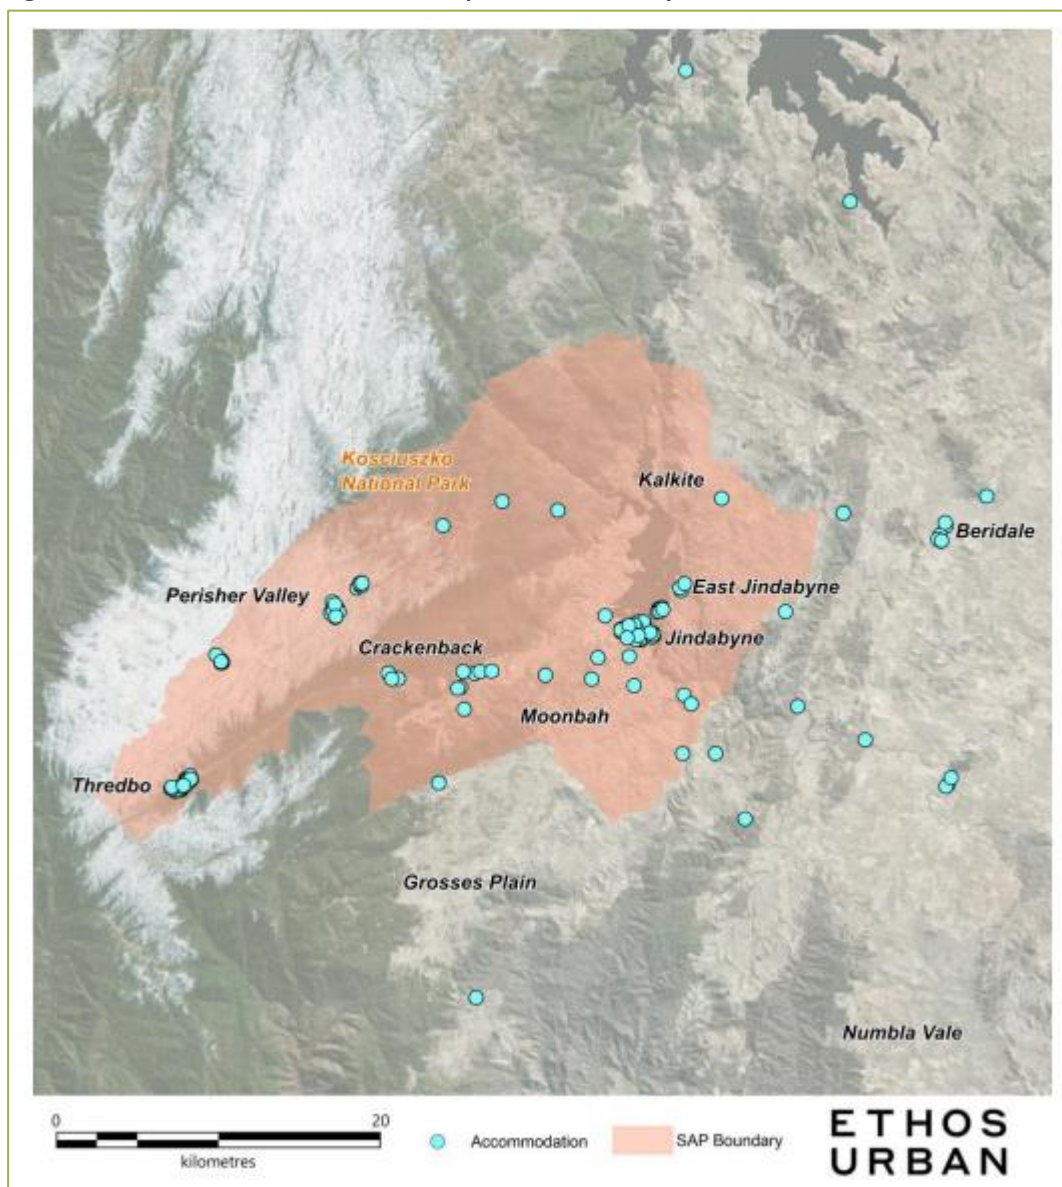 Kosciuszko
National Park
Kalkite
Beridale
Perisher Valley
East Jindabyne
Crackenback
Jindabyne
Moonbah
Thredbo
Grosses Plain
Numbla Vale
0
20
kilometres
Accommodation
SAP Boundary
ETHOS
URBAN